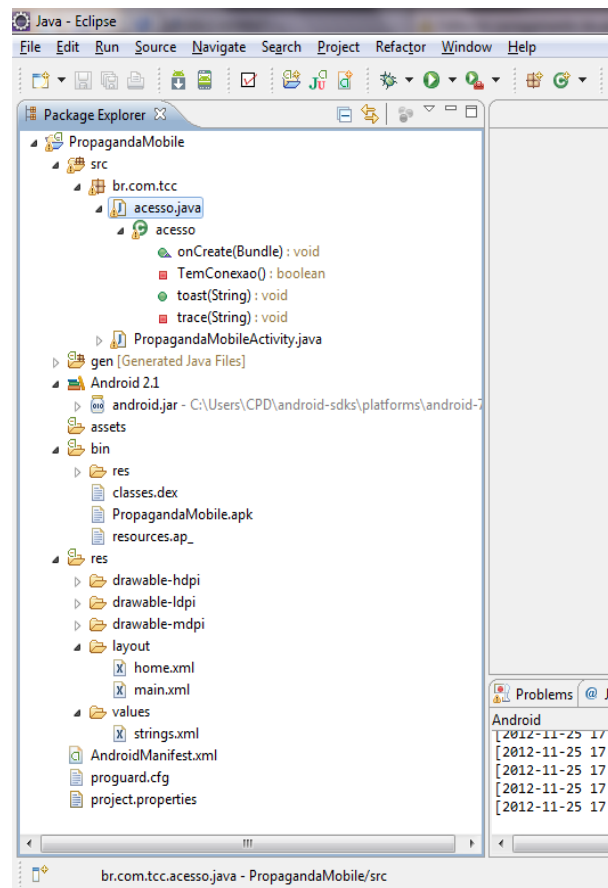 Java - Eclipse
File Edit Run Source Navigate Search Project Refactor Window Help
Package Explorer
PropagandaMobile
src
br.com.tcc
acesso.java
acesso
onCreate(Bundle) : void
TemConexao() : boolean
toast(String) : void
trace(String) : void
PropagandaMobileActivity.java
gen [Generated Java Files]
Android 2.1
android.jar - C:\Users\CPD\android-sdks\platforms\android-7
assets
bin
res
classes.dex
PropagandaMobile.apk
resources.ap_
res
drawable-hdpi
drawable-ldpi
drawable-mdpi
layout
home.xml
main.xml
values
strings.xml
AndroidManifest.xml
proguard.cfg
project.properties
Problems @ J
Android
[2012-11-25 17
[2012-11-25 17
[2012-11-25 17
[2012-11-25 17
[2012-11-25 17
br.com.tcc.acesso.java - PropagandaMobile/src